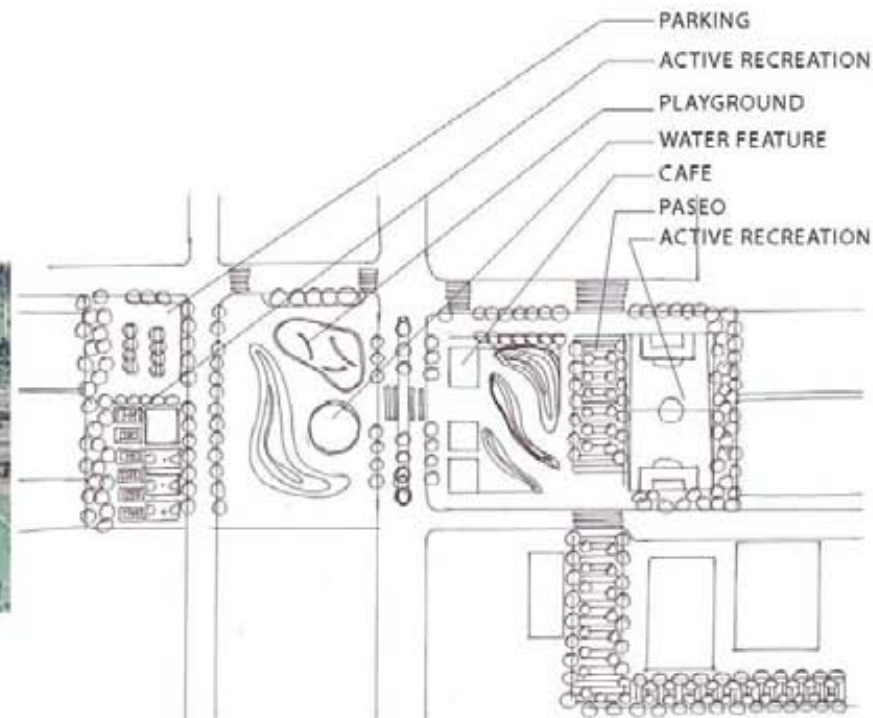 PARKING
ACTIVE RECREATION
PLAYGROUND
WATER FEATURE
CAFE
PASEO
ACTIVE RECREATION